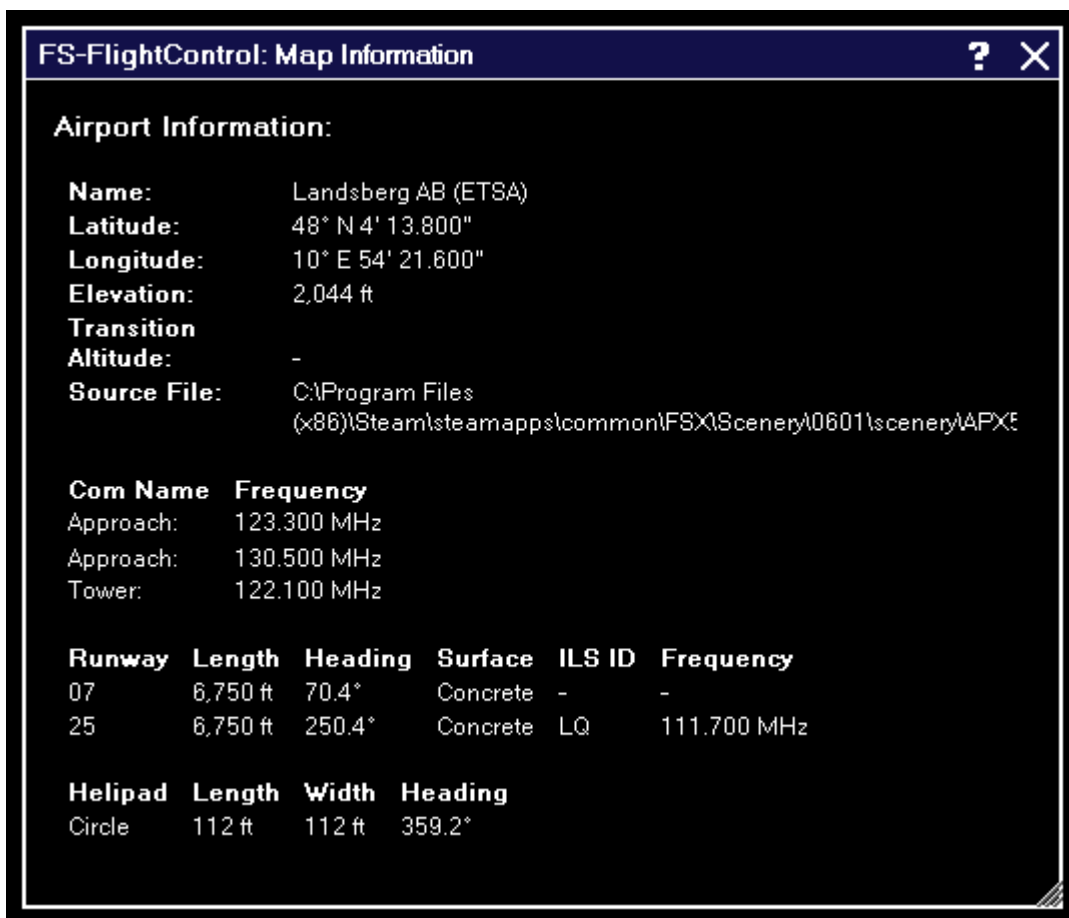 FS-FlightControl: Map Information ? X
Airport Information:
Name: Landsberg AB (ETSA)
Latitude: 48° N 4' 13.800"
Longitude: 10° E 54' 21.600"
Elevation: 2,044 ft
Transition
Altitude: -
Source File: C:\Program Files
(x86)\Steam\steamapps\common\FSX\Scenery\0601\scenery\APX5
Com Name Frequency
Approach: 123.300 MHz
Approach: 130.500 MHz
Tower: 122.100 MHz
Runway Length Heading Surface ILS ID Frequency
07 6,750 ft 70.4° Concrete - -
25 6,750 ft 250.4° Concrete LQ 111.700 MHz
Helipad Length Width Heading
Circle 112 ft 112 ft 359.2°